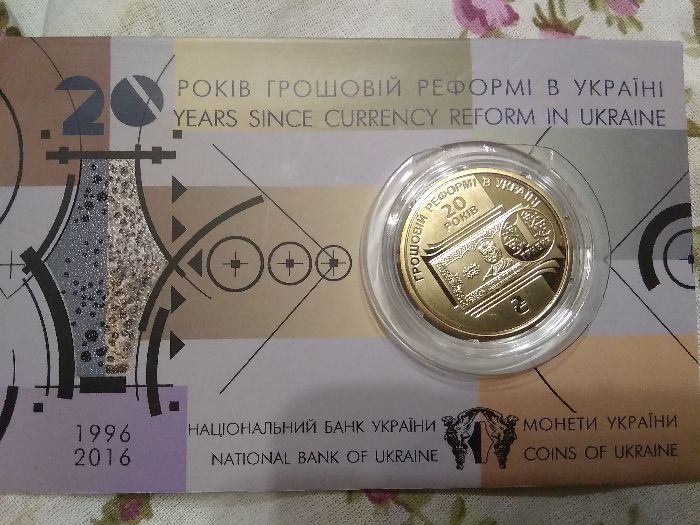 20 РОКІВ ГРОШОВІЙ РЕФОРМІ В УКРАЇНІ
YEARS SINCE CURRENCY REFORM IN UKRAINE
ГРОШОВІЙ РЕФОРМІ В УКРАЇНІ
20
РОКІВ
₴
1996
2016
НАЦІОНАЛЬНИЙ БАНК УКРАЇНИ
NATIONAL BANK OF UKRAINE
МОНЕТИ УКРАЇНИ
COINS OF UKRAINE